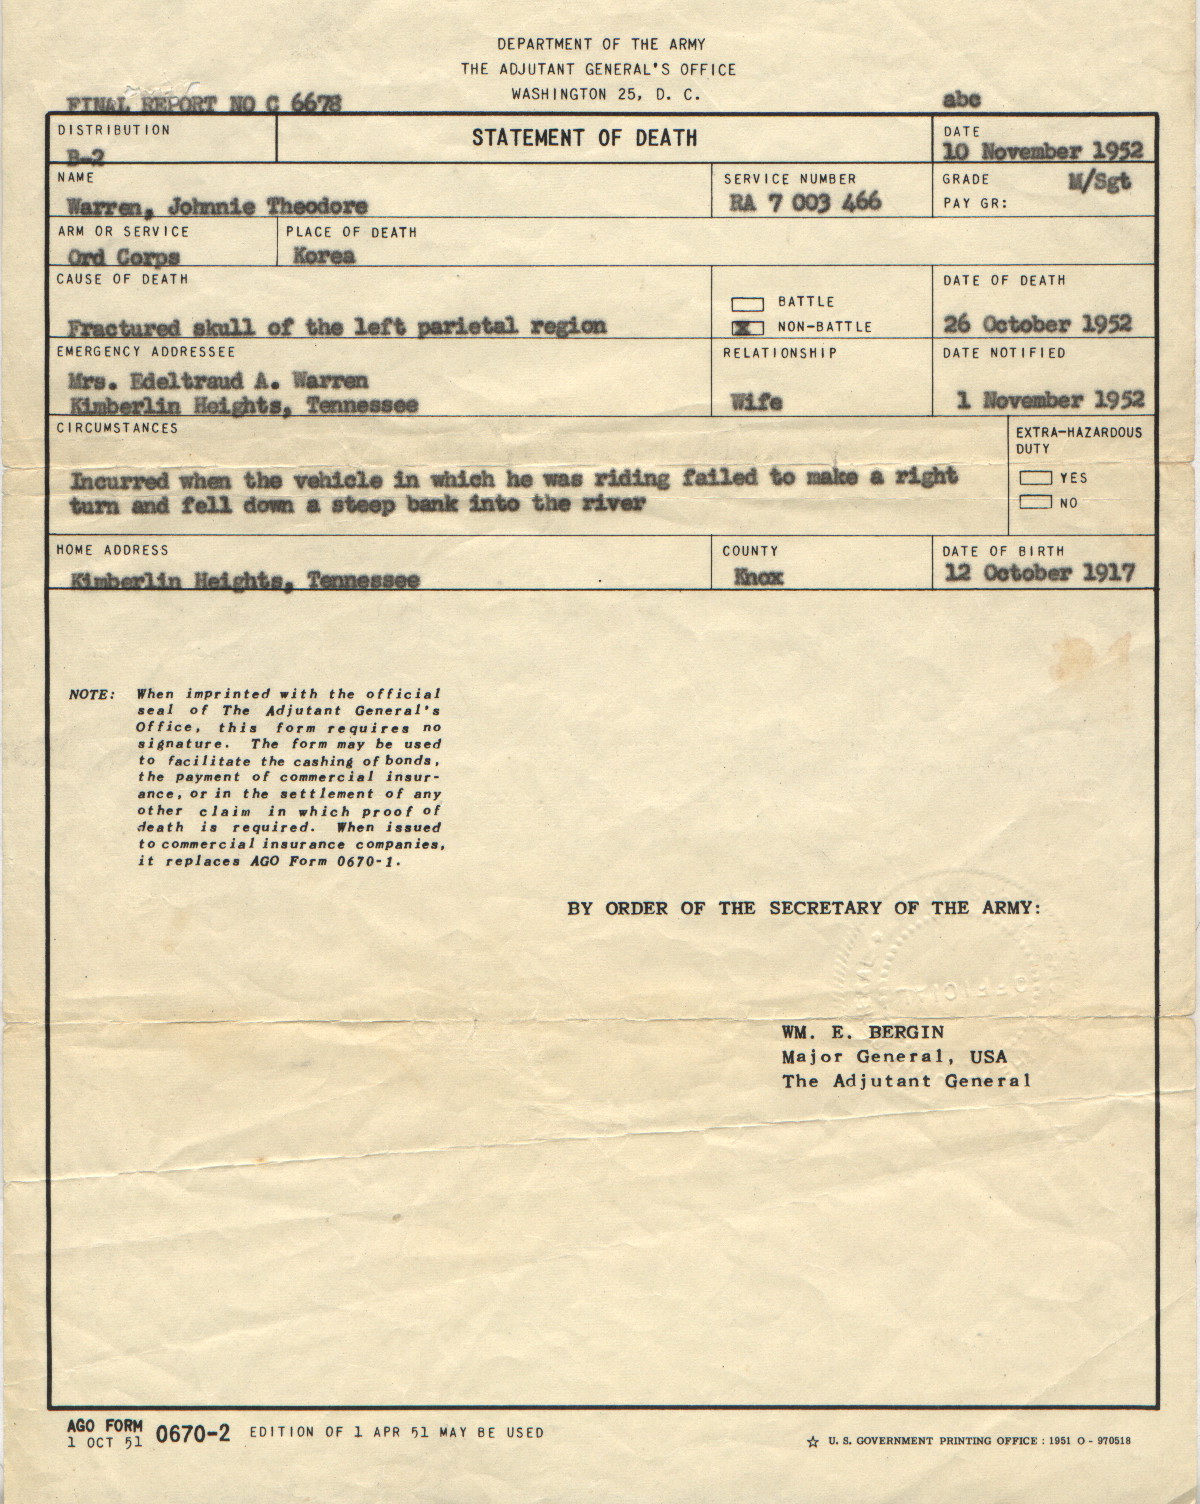 DEPARTMENT OF THE ARMY
THE ADJUTANT GENERAL'S OFFICE
WASHINGTON 25, D. C.
FINAL REPORT NO C 6678
abc
DISTRIBUTION
B-2
STATEMENT OF DEATH
DATE
10 November 1952
NAME
Warren, Johnnie Theodore
SERVICE NUMBER
RA 7 003 466
GRADE M/Sgt
PAY GR:
ARM OR SERVICE
Ord Corps
PLACE OF DEATH
Korea
CAUSE OF DEATH
Fractured skull of the left parietal region
BATTLE
X NON-BATTLE
DATE OF DEATH
26 October 1952
EMERGENCY ADDRESSEE
Mrs. Edeltraud A. Warren
Kimberlin Heights, Tennessee
RELATIONSHIP
Wife
DATE NOTIFIED
1 November 1952
CIRCUMSTANCES
Incurred when the vehicle in which he was riding failed to make a right
turn and fell down a steep bank into the river
EXTRA-HAZARDOUS
DUTY
YES
NO
HOME ADDRESS
Kimberlin Heights, Tennessee
COUNTY
Knox
DATE OF BIRTH
12 October 1917
NOTE: When imprinted with the official
seal of The Adjutant General's
Office, this form requires no
signature. The form may be used
to facilitate the cashing of bonds,
the payment of commercial insur-
ance, or in the settlement of any
other claim in which proof of
death is required. When issued
to commercial insurance companies,
it replaces AGO Form 0670-1.
BY ORDER OF THE SECRETARY OF THE ARMY:
OFFICIAL
WM. E. BERGIN
Major General, USA
The Adjutant General
AGO FORM
1 OCT 51
0670-2 EDITION OF 1 APR 51 MAY BE USED
☆ U. S. GOVERNMENT PRINTING OFFICE : 1951 O - 970518